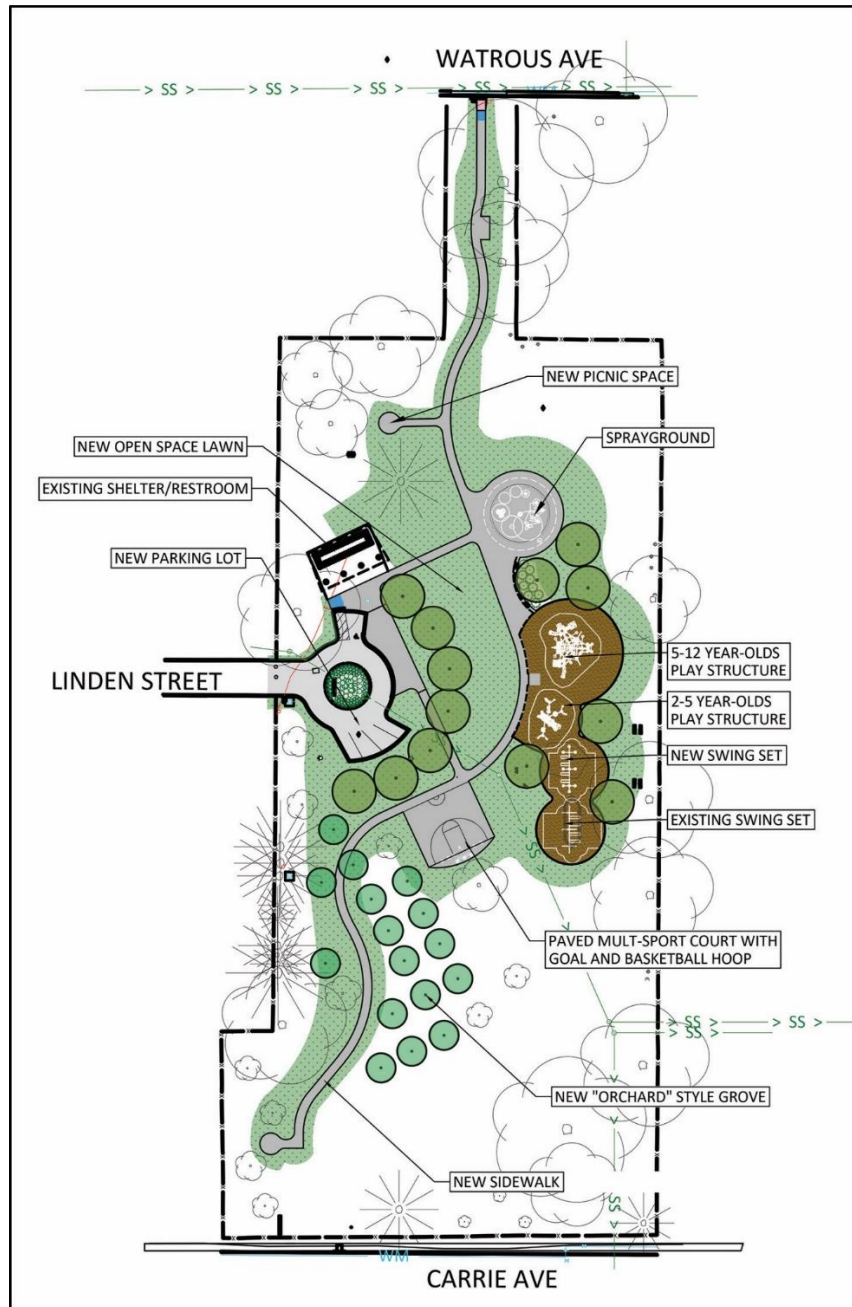 WATROUS AVE
> SS > SS > SS > SS > SS >
NEW PICNIC SPACE
NEW OPEN SPACE LAWN
SPRAYGROUND
EXISTING SHELTER/RESTROOM
NEW PARKING LOT
5-12 YEAR-OLDS
PLAY STRUCTURE
LINDEN STREET
2-5 YEAR-OLDS
PLAY STRUCTURE
NEW SWING SET
EXISTING SWING SET
> SS >
PAVED MULT-SPORT COURT WITH
GOAL AND BASKETBALL HOOP
> SS > SS >
> SS >
NEW "ORCHARD" STYLE GROVE
NEW SIDEWALK
SS
WM
CARRIE AVE